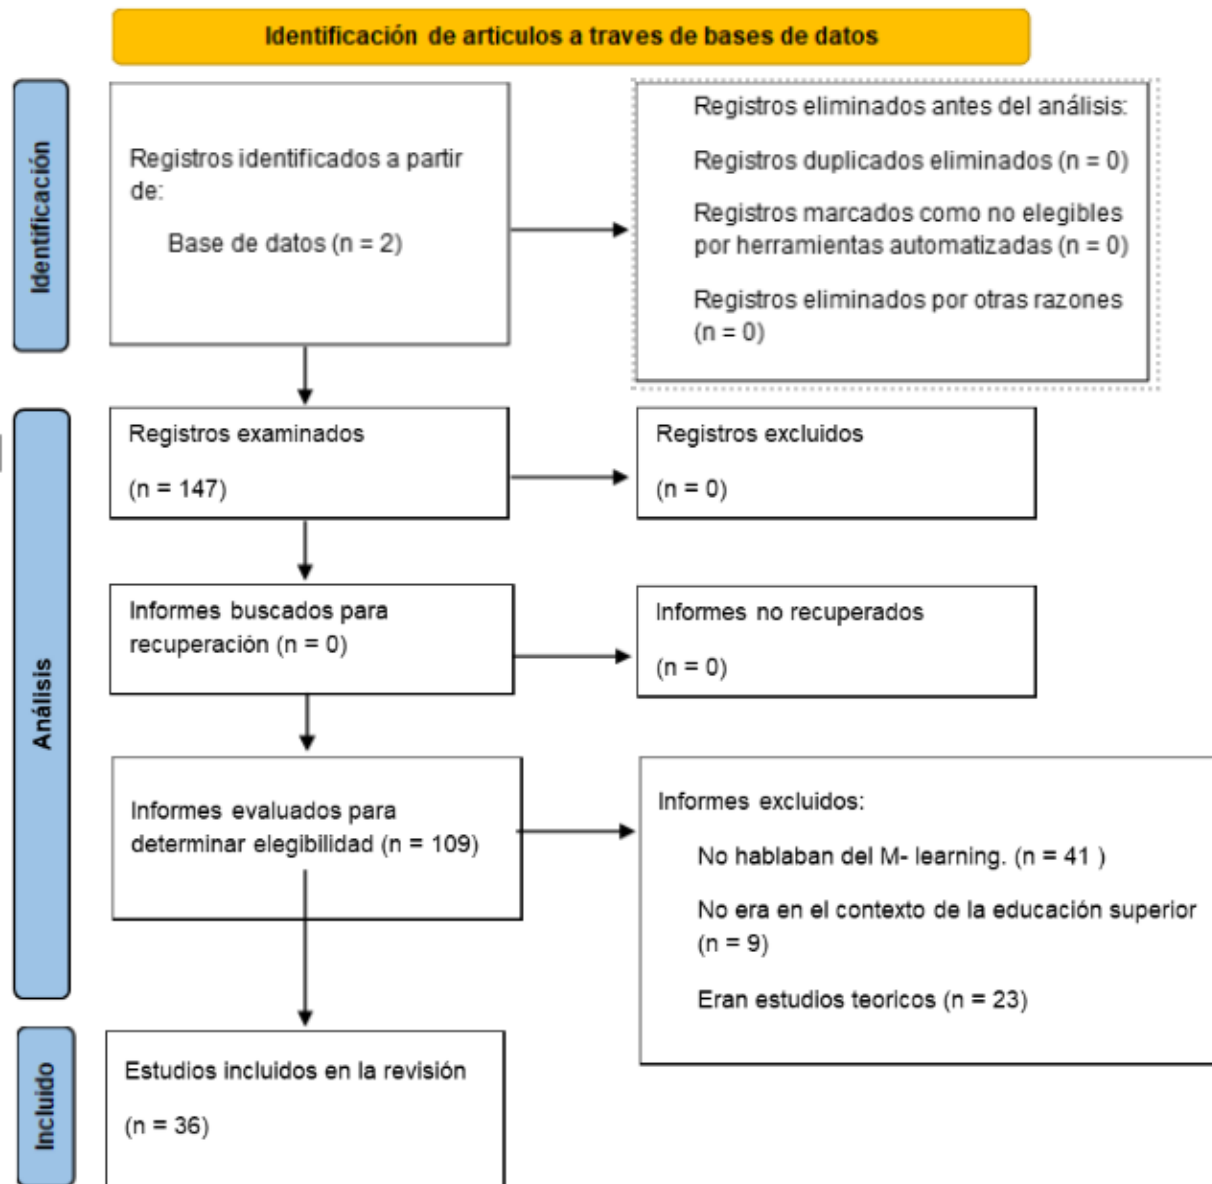 Identificación de articulos a traves de bases de datos
Identificación
Registros identificados a partir
de:
Base de datos (n = 2)
Registros eliminados antes del análisis:
Registros duplicados eliminados (n = 0)
Registros marcados como no elegibles
por herramientas automatizadas (n = 0)
Registros eliminados por otras razones
(n = 0)
Análisis
Registros examinados
(n = 147)
Registros excluidos
(n = 0)
Informes buscados para
recuperación (n = 0)
Informes no recuperados
(n = 0)
Informes evaluados para
determinar elegibilidad (n = 109)
Informes excluidos:
No hablaban del M- learning. (n = 41 )
No era en el contexto de la educación superior
(n = 9)
Eran estudios teoricos (n = 23)
Incluido
Estudios incluidos en la revisión
(n = 36)